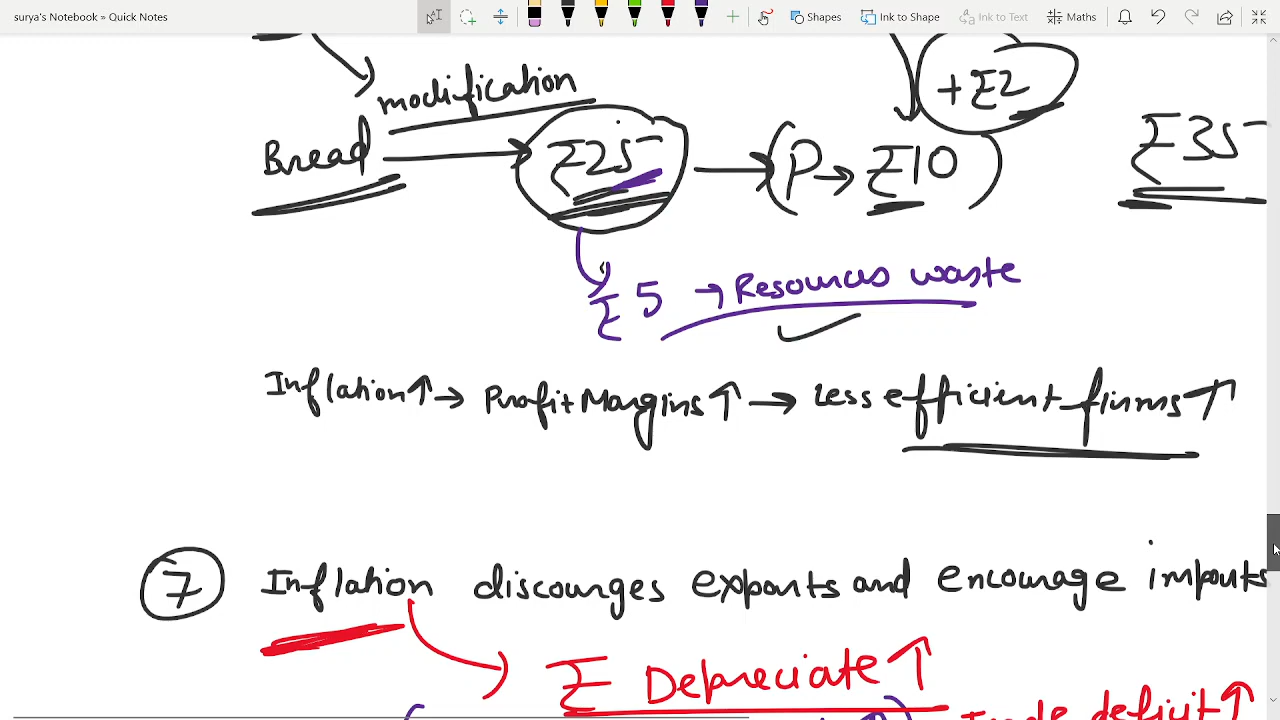 surya's Notebook » Quick Notes
Shapes Ink to Shape Ink to Text Maths
modification
+ ₹2
Bread → ₹25 → (P → ₹10) ₹35
₹5 → Resources waste
Inflation ↑ → Profit Margins ↑ → Less efficient firms ↑
7 Inflation discourges exports and encourage imports
₹ Depreciate ↑
Trade deficit ↑